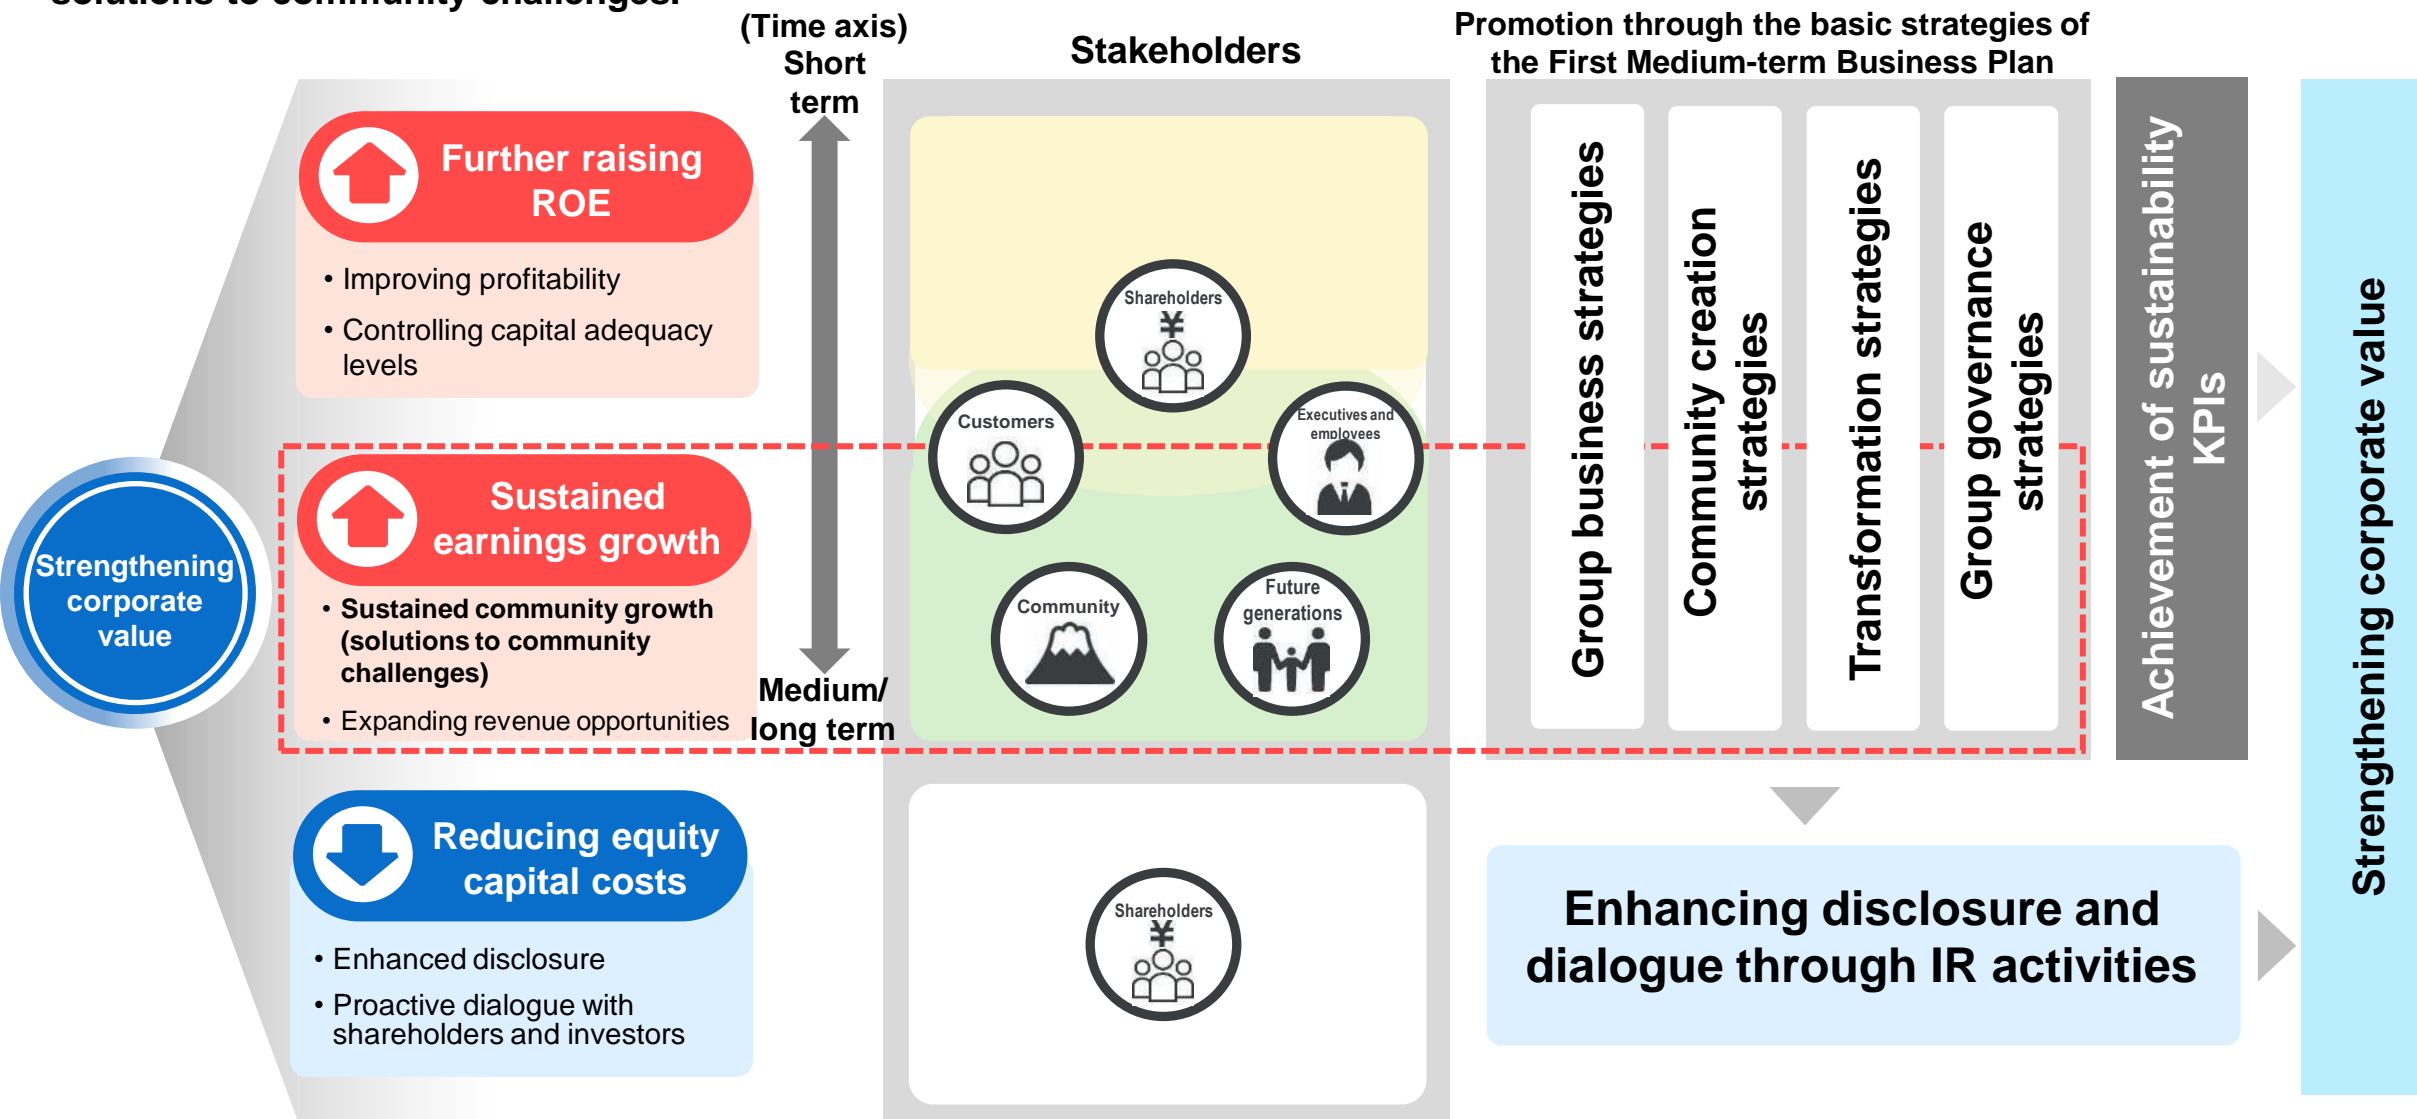 solutions to community challenges.
(Time axis)
Short
term
Stakeholders
Promotion through the basic strategies of
the First Medium-term Business Plan
Further raising
ROE
• Improving profitability
• Controlling capital adequacy
levels
Strengthening
corporate
value
Sustained
earnings growth
• Sustained community growth
(solutions to community
challenges)
• Expanding revenue opportunities
Medium/
long term
Reducing equity
capital costs
• Enhanced disclosure
• Proactive dialogue with
shareholders and investors
Shareholders
¥
Customers
Executives and
employees
Community
Future
generations
Shareholders
¥
Group business strategies
Community creation
strategies
Transformation strategies
Group governance
strategies
Achievement of sustainability
KPIs
Enhancing disclosure and
dialogue through IR activities
Strengthening corporate value